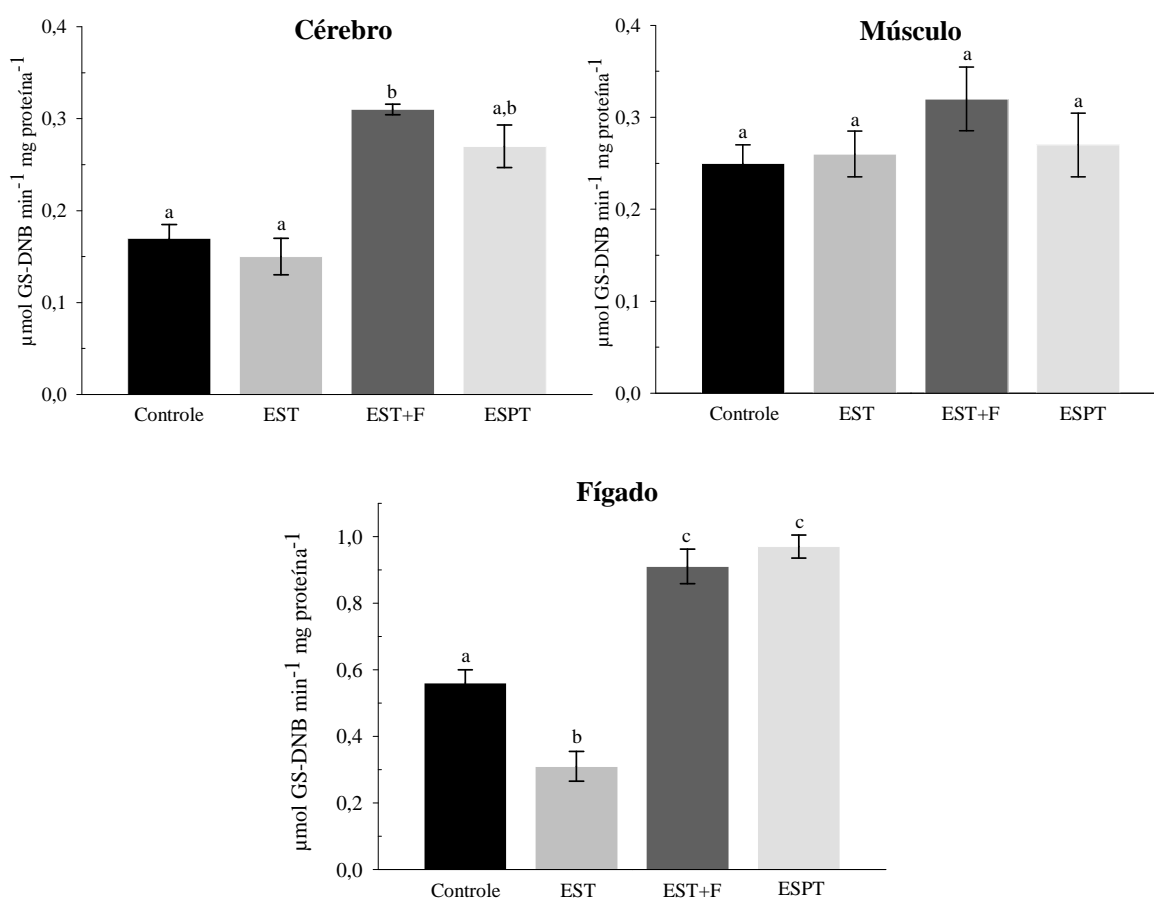 Cérebro
µmol GS-DNB min-1 mg proteína-1
0,4
0,3
0,2
0,1
0,0
a
a
b
a,b
Controle EST EST+F ESPT
Músculo
µmol GS-DNB min-1 mg proteína-1
0,4
0,3
0,2
0,1
0,0
a
a
a
a
Controle EST EST+F ESPT
Fígado
µmol GS-DNB min-1 mg proteína-1
1,0
0,8
0,6
0,4
0,2
0,0
a
b
c
c
Controle EST EST+F ESPT